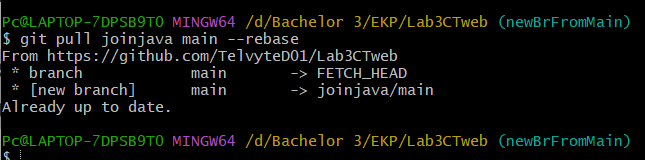 Pc@LAPTOP-7DPSB9T0 MINGW64 /d/Bachelor 3/EKP/Lab3CTweb (newBrFromMain)
$ git pull joinjava main --rebase
From https://github.com/TelvyteD01/Lab3CTweb
 * branch            main       -> FETCH_HEAD
 * [new branch]      main       -> joinjava/main
Already up to date.

Pc@LAPTOP-7DPSB9T0 MINGW64 /d/Bachelor 3/EKP/Lab3CTweb (newBrFromMain)
$